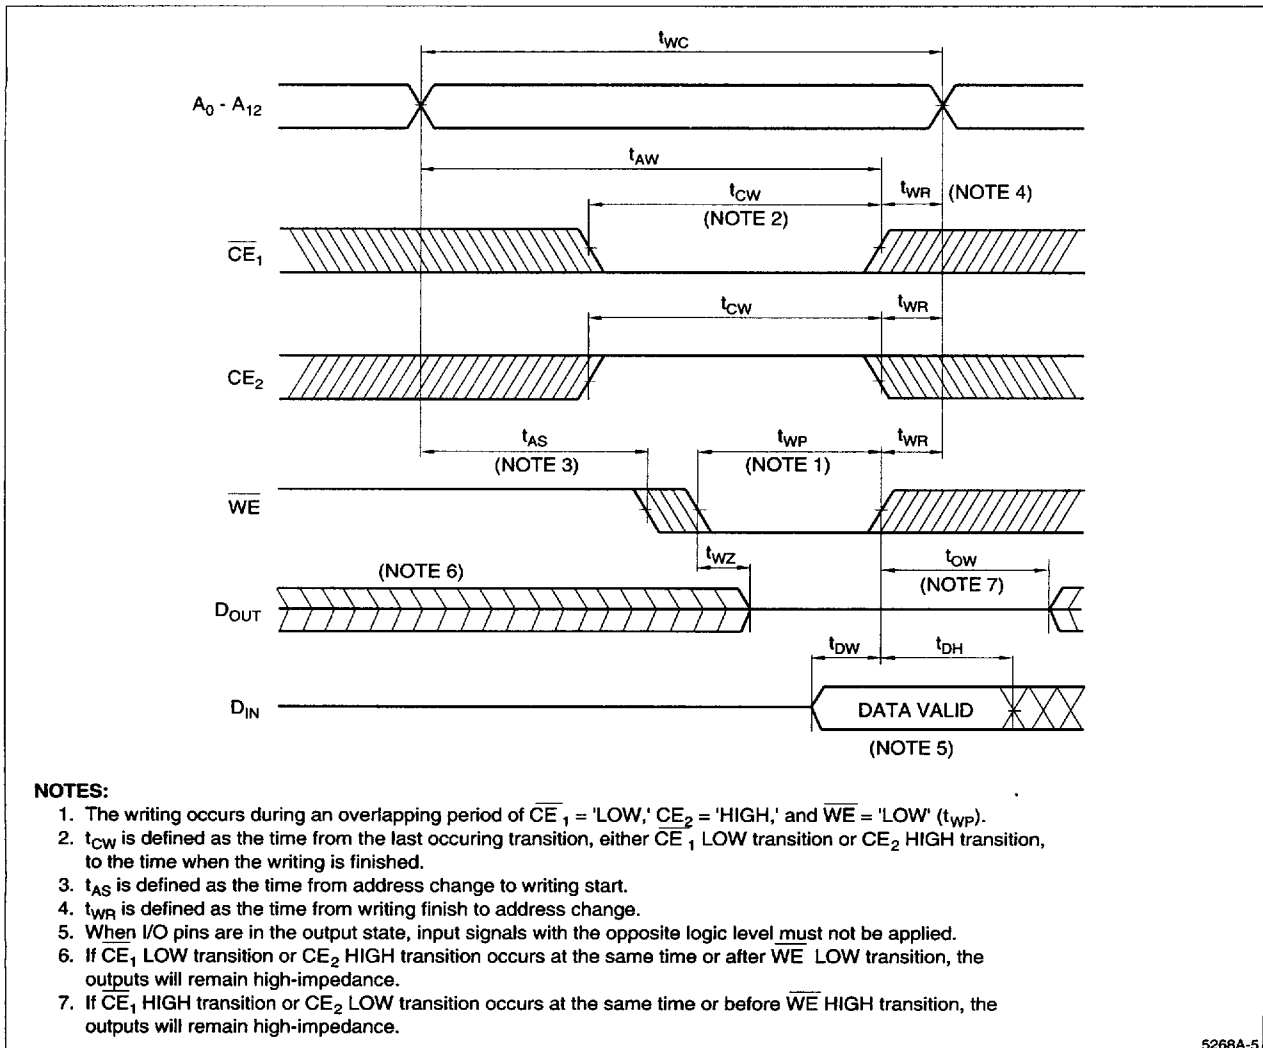 tWC
A0 - A12
tAW
tCW
tWR (NOTE 4)
(NOTE 2)
CE1
tCW
tWR
CE2
tAS
tWP
tWR
(NOTE 3)
(NOTE 1)
WE
tWZ
tOW
(NOTE 6)
(NOTE 7)
DOUT
tDW
tDH
DIN
DATA VALID
(NOTE 5)
NOTES:
1. The writing occurs during an overlapping period of CE 1 = 'LOW,' CE2 = 'HIGH,' and WE = 'LOW' (tWP).
2. tCW is defined as the time from the last occuring transition, either CE 1 LOW transition or CE2 HIGH transition,
to the time when the writing is finished.
3. tAS is defined as the time from address change to writing start.
4. tWR is defined as the time from writing finish to address change.
5. When I/O pins are in the output state, input signals with the opposite logic level must not be applied.
6. If CE1 LOW transition or CE2 HIGH transition occurs at the same time or after WE LOW transition, the
outputs will remain high-impedance.
7. If CE1 HIGH transition or CE2 LOW transition occurs at the same time or before WE HIGH transition, the
outputs will remain high-impedance.
5268A-5